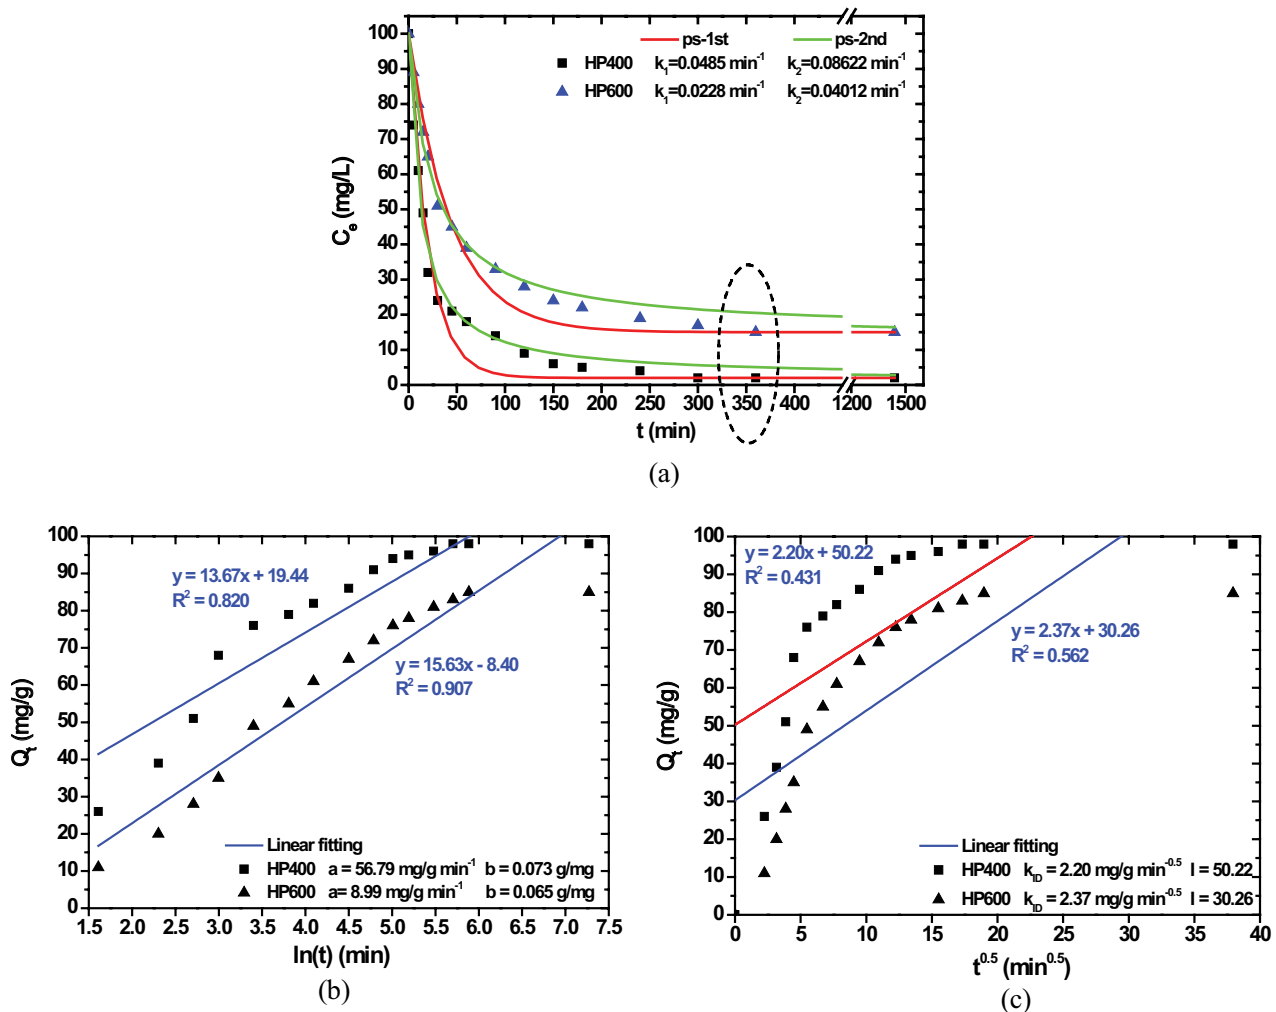 ps-1st ps-2nd
HP400 k1=0.0485 min-1 k2=0.08622 min-1
HP600 k1=0.0228 min-1 k2=0.04012 min-1
100
90
80
70
60
50
40
30
20
10
0
Ce (mg/L)
0 50 100 150 200 250 300 350 400 1200 1500
t (min)
(a)
100
90
80
70
60
50
40
30
20
10
0
Qt (mg/g)
y = 13.67x + 19.44
R2 = 0.820
y = 15.63x - 8.40
R2 = 0.907
Linear fitting
HP400 a = 56.79 mg/g min-1 b = 0.073 g/mg
HP600 a= 8.99 mg/g min-1 b = 0.065 g/mg
1.5 2.0 2.5 3.0 3.5 4.0 4.5 5.0 5.5 6.0 6.5 7.0 7.5
ln(t) (min)
(b)
100
90
80
70
60
50
40
30
20
10
0
Qt (mg/g)
y = 2.20x + 50.22
R2 = 0.431
y = 2.37x + 30.26
R2 = 0.562
Linear fitting
HP400 kID = 2.20 mg/g min-0.5 I = 50.22
HP600 kID = 2.37 mg/g min-0.5 I = 30.26
0 5 10 15 20 25 30 35 40
t0.5 (min0.5)
(c)